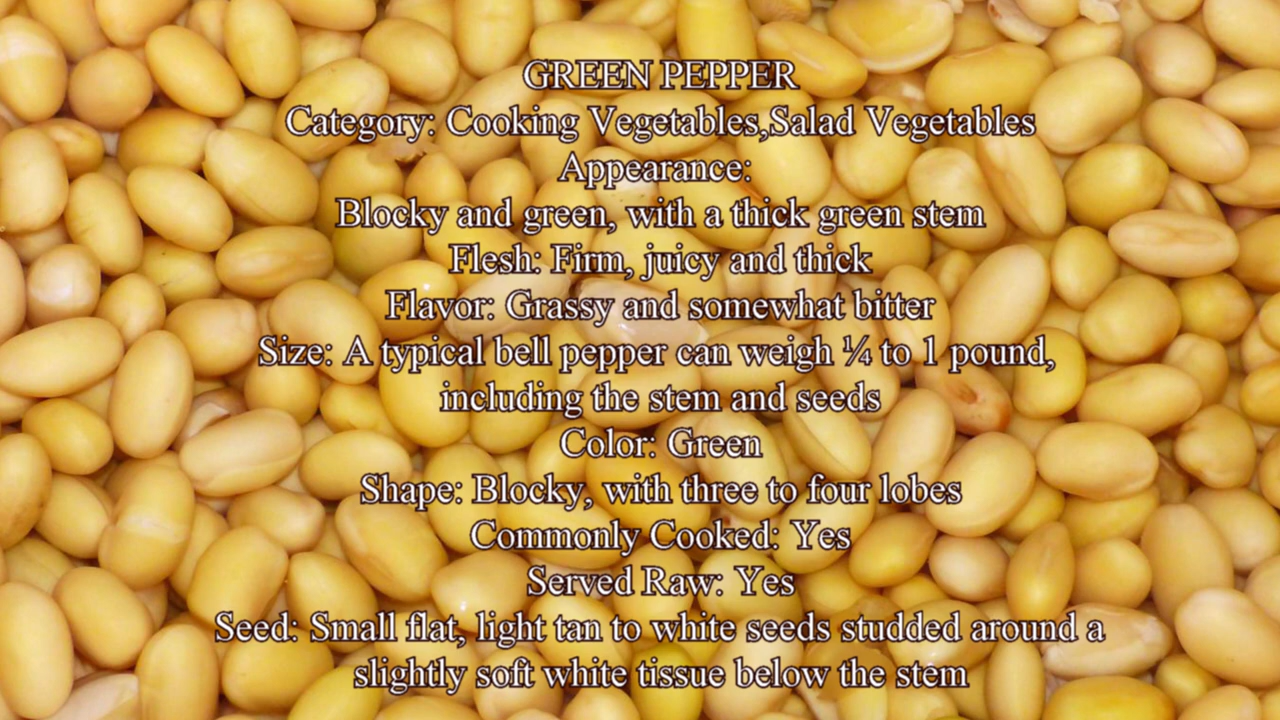 GREEN PEPPER
Category: Cooking Vegetables,Salad Vegetables
Appearance:
Blocky and green, with a thick green stem
Flesh: Firm, juicy and thick
Flavor: Grassy and somewhat bitter
Size: A typical bell pepper can weigh ¼ to 1 pound,
including the stem and seeds
Color: Green
Shape: Blocky, with three to four lobes
Commonly Cooked: Yes
Served Raw: Yes
Seed: Small flat, light tan to white seeds studded around a
slightly soft white tissue below the stem